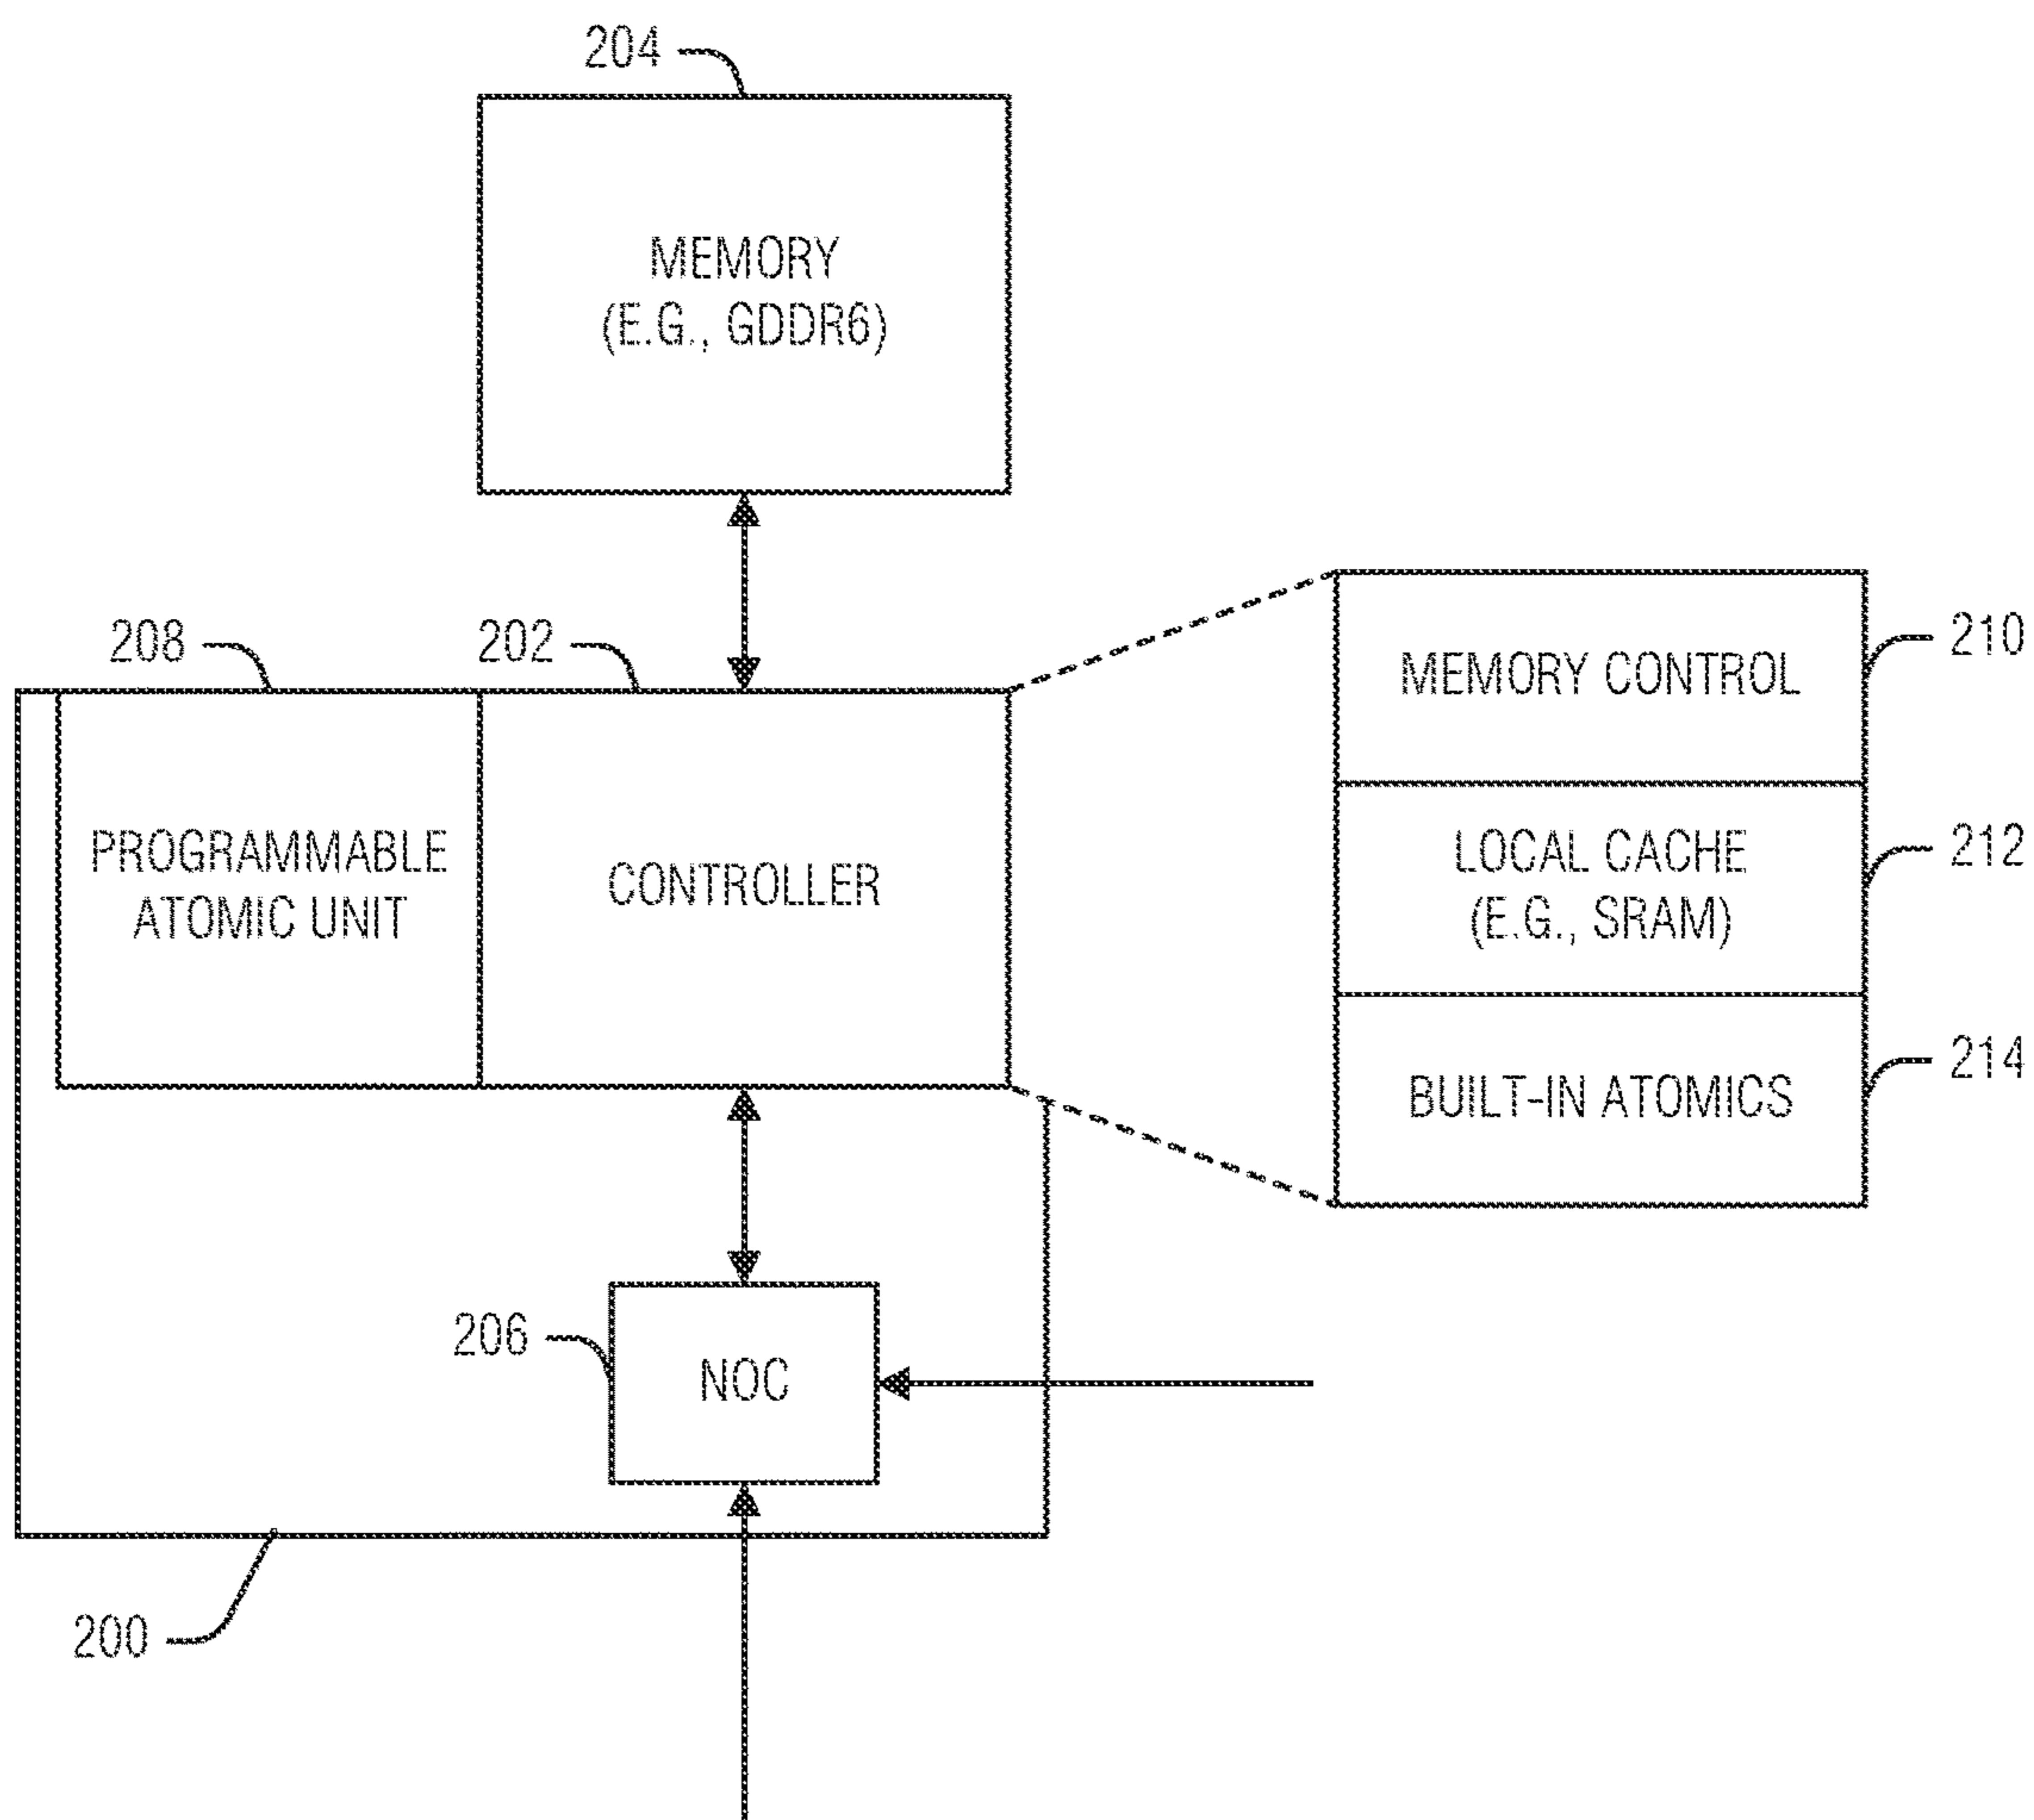 204
MEMORY
(E.G., GDDR6)
208
202
210
MEMORY CONTROL
PROGRAMMABLE
ATOMIC UNIT
CONTROLLER
LOCAL CACHE
(E.G., SRAM)
212
BUILT-IN ATOMICS
214
206
NOC
200